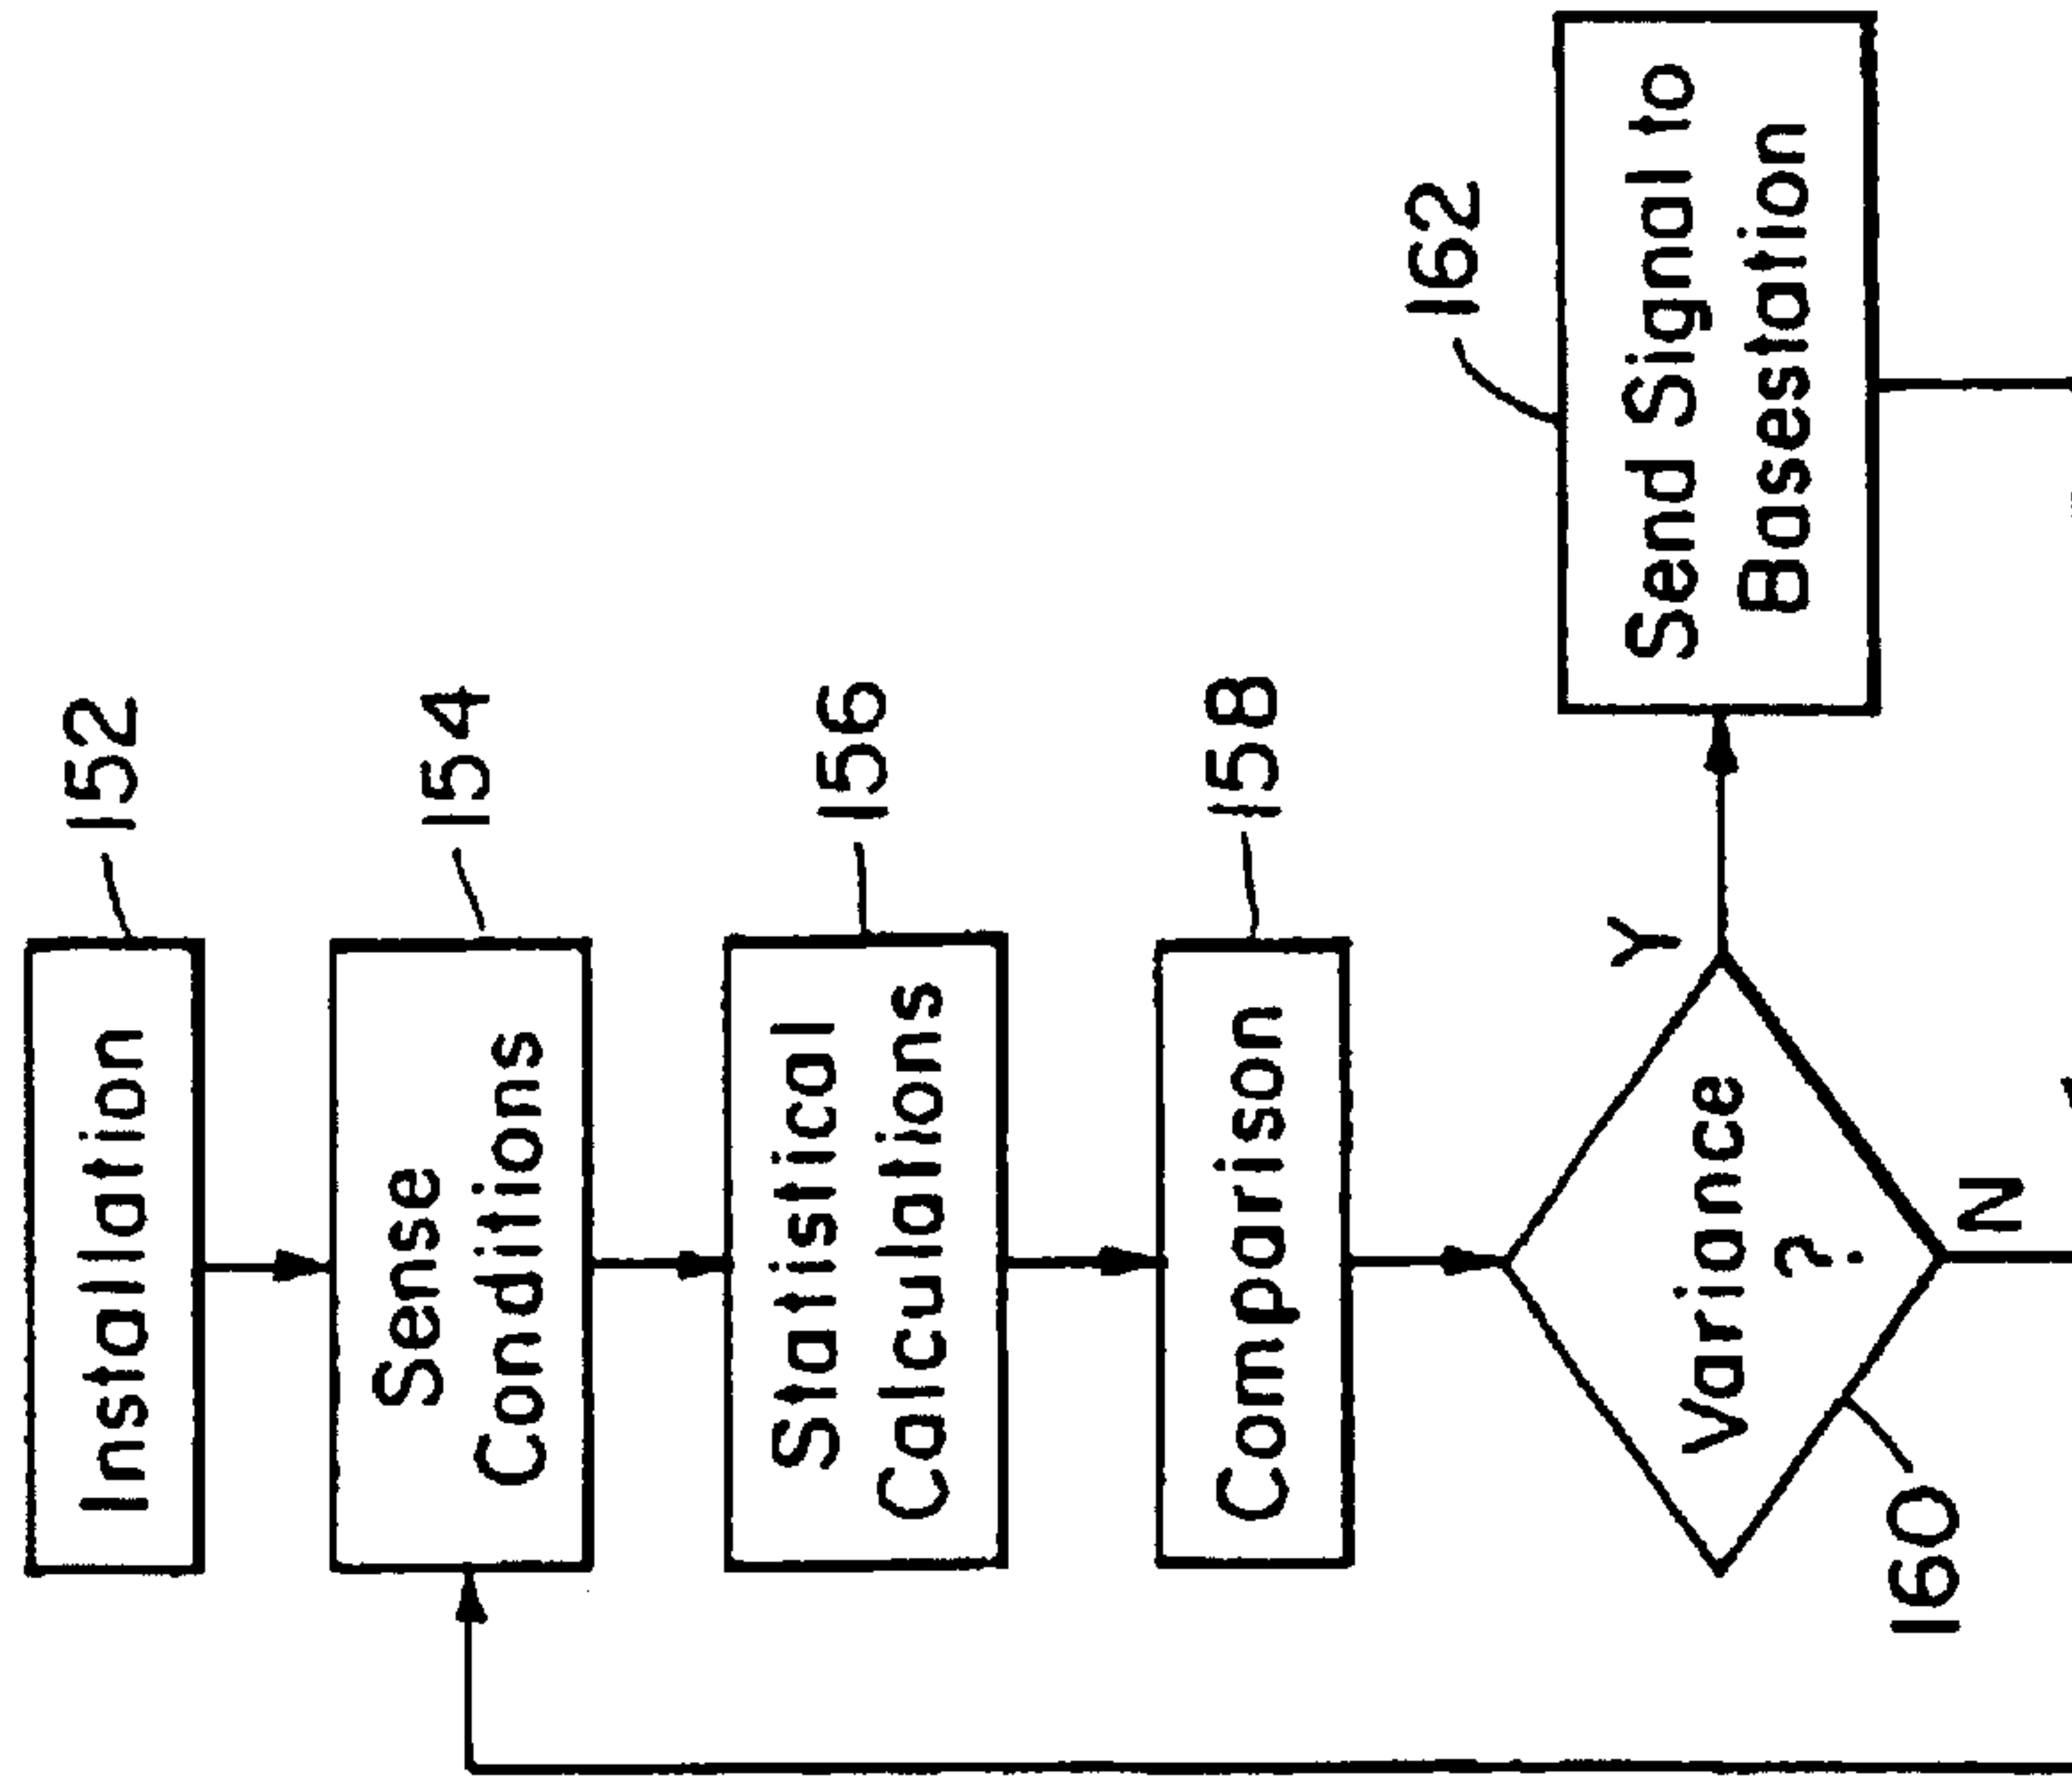 Installation
152
Sense
Conditions
154
Statistical
Calculations
156
Comparison
158
Variance
?
160
Y
N
Send Signal to
Basestation
162